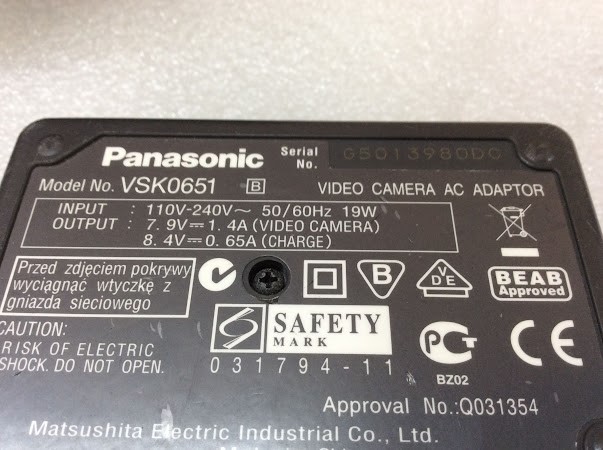 Panasonic Serial No. G5013980DC
Model No. VSK0651 B VIDEO CAMERA AC ADAPTOR
INPUT : 110V-240V～ 50/60Hz 19W
OUTPUT : 7.9V⎓1.4A (VIDEO CAMERA)
8.4V⎓0.65A (CHARGE)
Przed zdjęciem pokrywy
wyciągnąć wtyczkę z
gniazda sieciowego
B
VDE
BEAB
Approved
CAUTION:
RISK OF ELECTRIC
SHOCK. DO NOT OPEN.
S SAFETY
MARK
031794-11
PCT
BZ02
CE
Approval No.:Q031354
Matsushita Electric Industrial Co., Ltd.